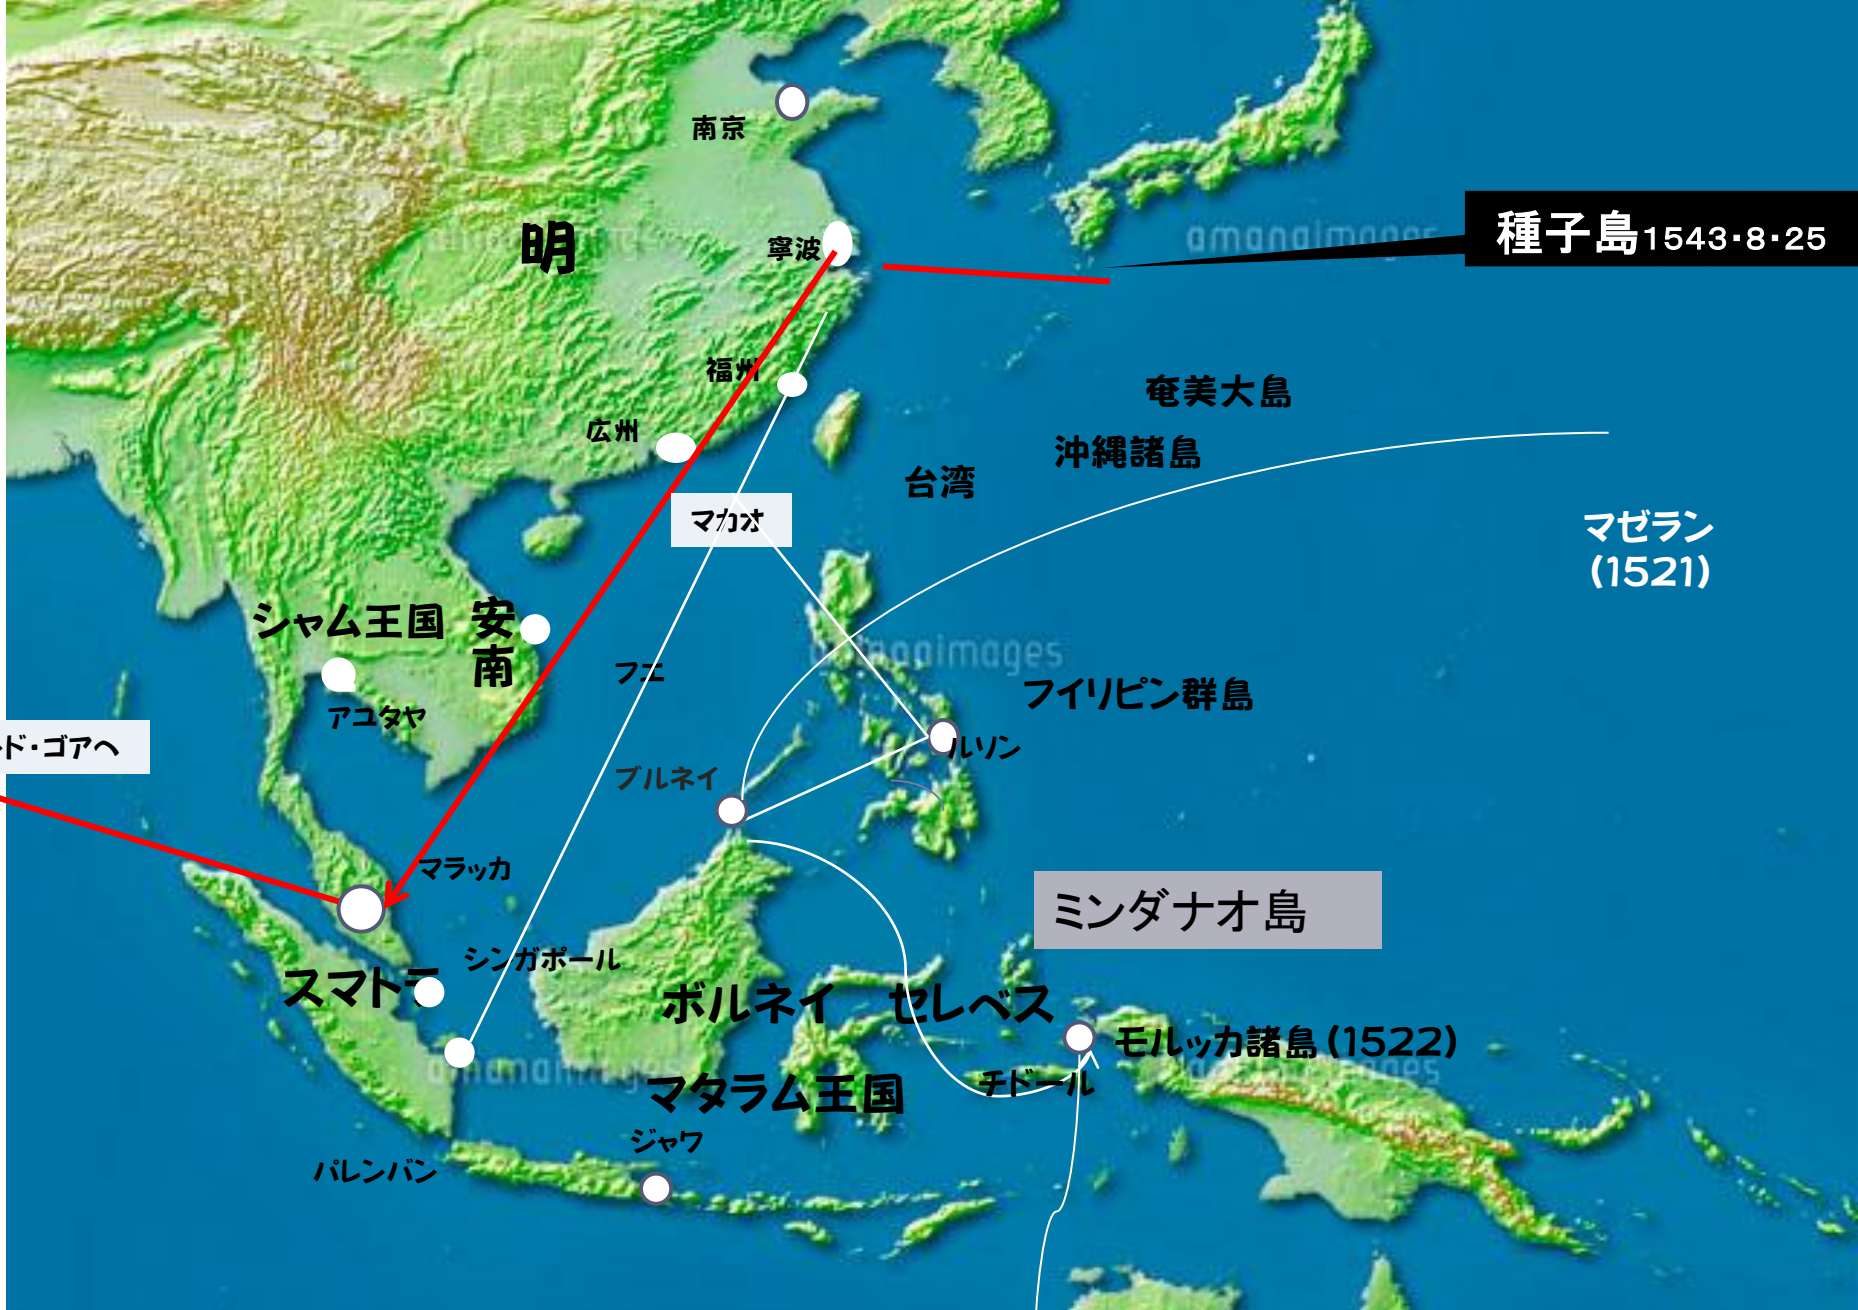 南京
明
寧波
amanaimages
種子島1543・8・25
福州
奄美大島
広州
沖縄諸島
台湾
マカオ
マゼラン
(1521)
シャム王国
安
南
amanaimages
フエ
フイリピン群島
アユタヤ
ド・ゴアへ
ルソン
ブルネイ
マラッカ
ミンダナオ島
シンガポール
スマトラ
ボルネイ
セレベス
モルッカ諸島(1522)
amanaimages
チドール
マタラム王国
ジャワ
パレンバン